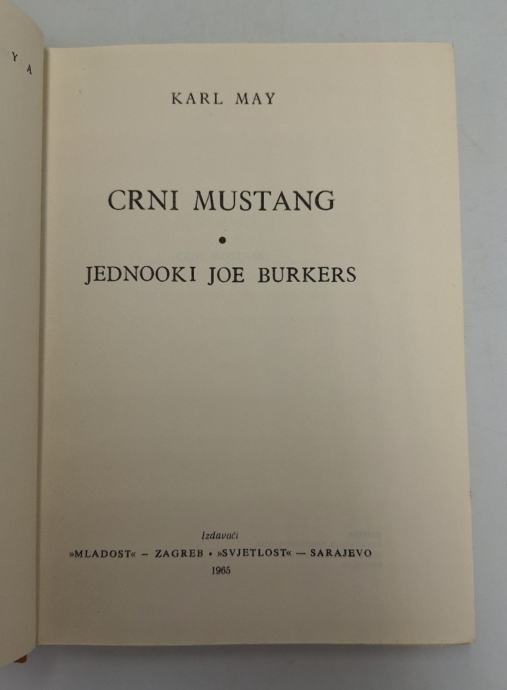 Y A
KARL MAY
CRNI MUSTANG
•
JEDNOOKI JOE BURKERS
Izdavači
»MLADOST« — ZAGREB • »SVJETLOST« — SARAJEVO
1965